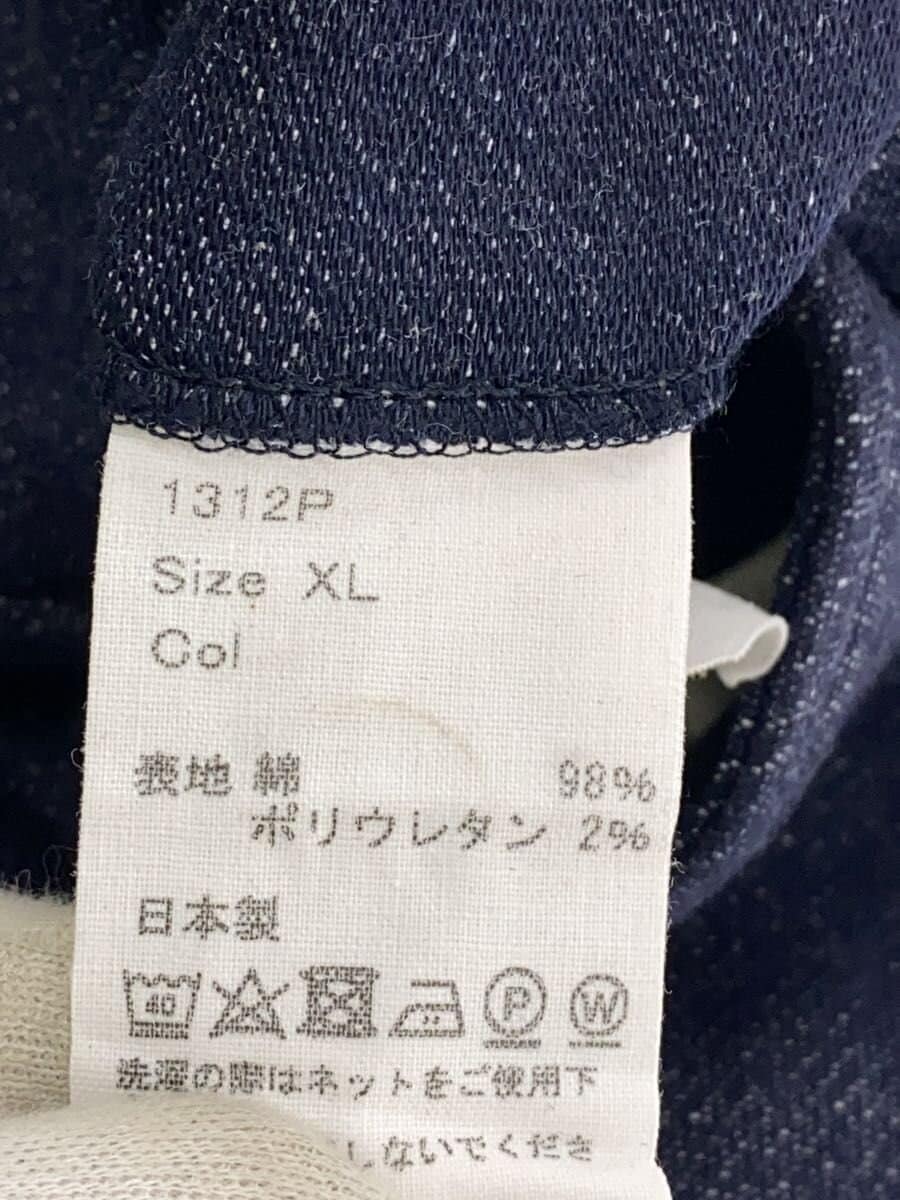 1312P
Size XL
Col
表地 綿 98%
ポリウレタン 2%
日本製
40 P W
洗濯の際はネットをご使用下
しないでくださ